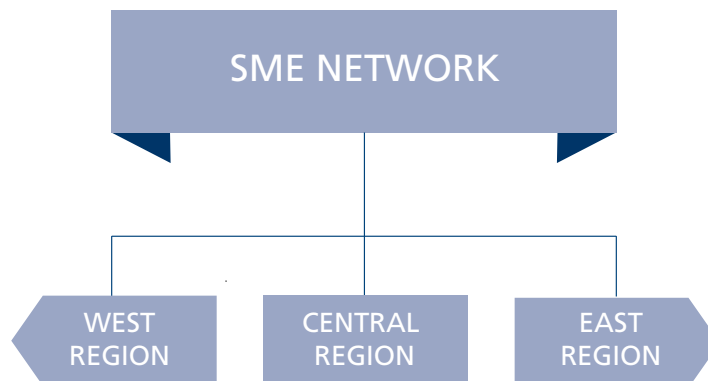 SME NETWORK
WEST
REGION
CENTRAL
REGION
EAST
REGION